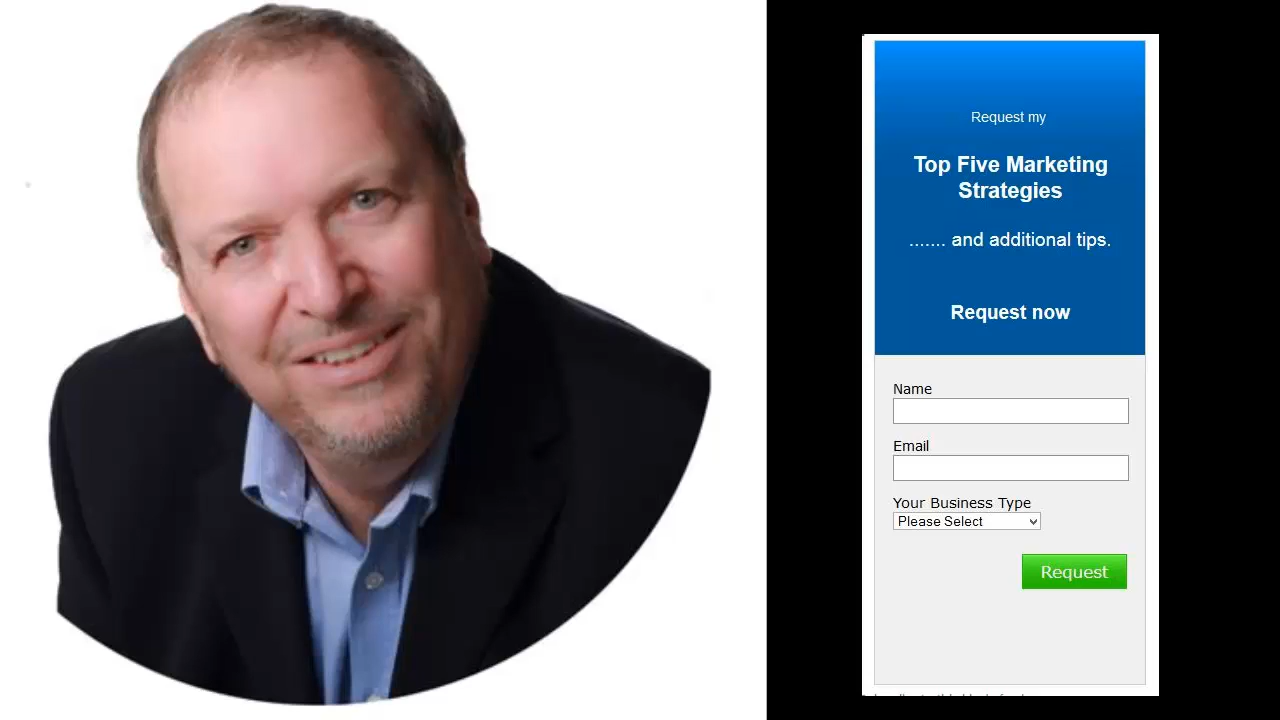 Request my
Top Five Marketing
Strategies
....... and additional tips.
Request now
Name
Email
Your Business Type
Please Select
Request